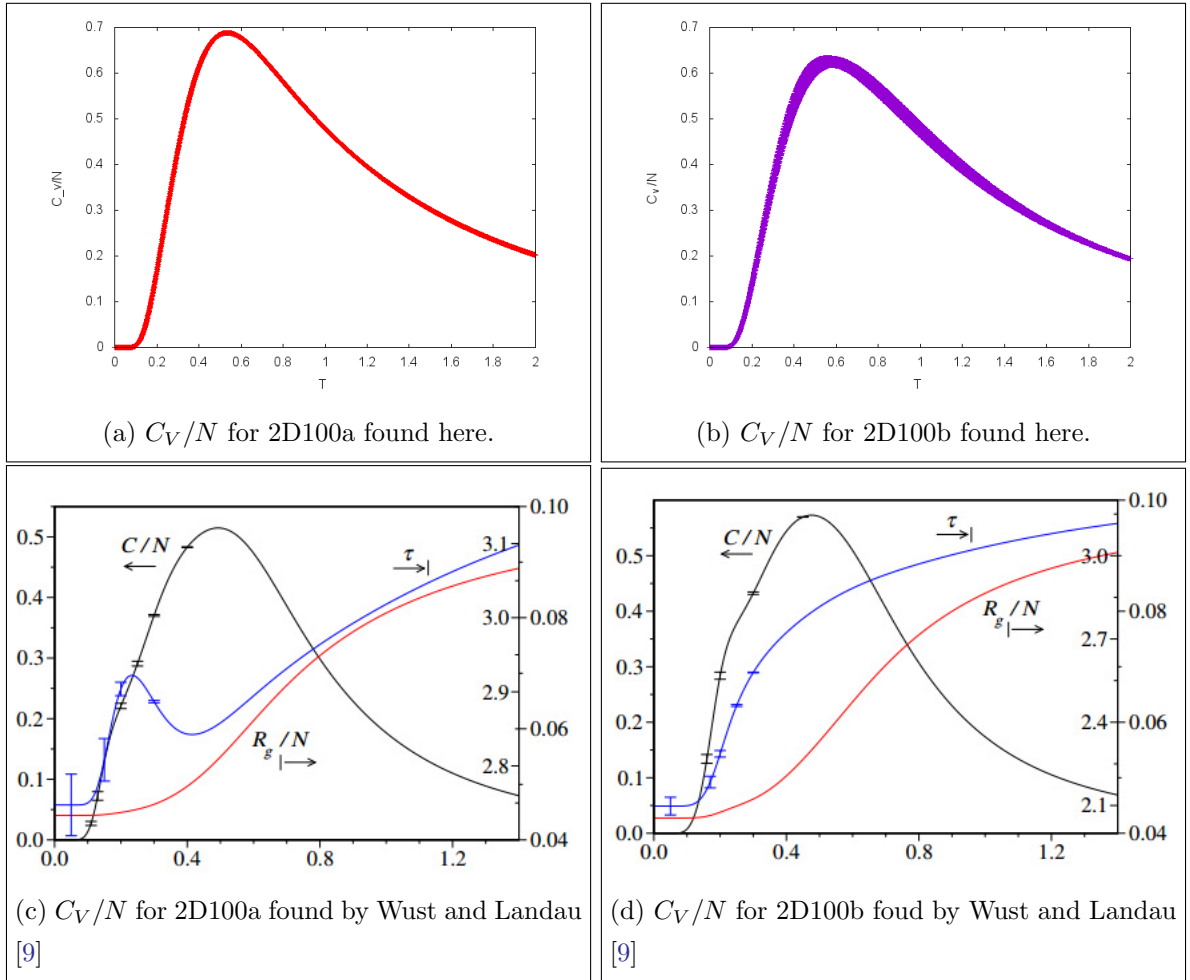 0.7
0.6
0.5
0.4
0.3
0.2
0.1
0
C_v/N
0 0.2 0.4 0.6 0.8 1 1.2 1.4 1.6 1.8 2
T
(a) C_V/N for 2D100a found here.
0.7
0.6
0.5
0.4
0.3
0.2
0.1
0
C_v/N
0 0.2 0.4 0.6 0.8 1 1.2 1.4 1.6 1.8 2
T
(b) C_V/N for 2D100b found here.
0.5
0.4
0.3
0.2
0.1
0.0
C/N
τ
R_g/N
3.1
3.0
2.9
2.8
0.10
0.08
0.06
0.04
0.0 0.4 0.8 1.2
(c) C_V/N for 2D100a found by Wust and Landau
[9]
0.5
0.4
0.3
0.2
0.1
0.0
C/N
τ
R_g/N
3.0
2.7
2.4
2.1
0.10
0.08
0.06
0.04
0.0 0.4 0.8 1.2
(d) C_V/N for 2D100b foud by Wust and Landau
[9]